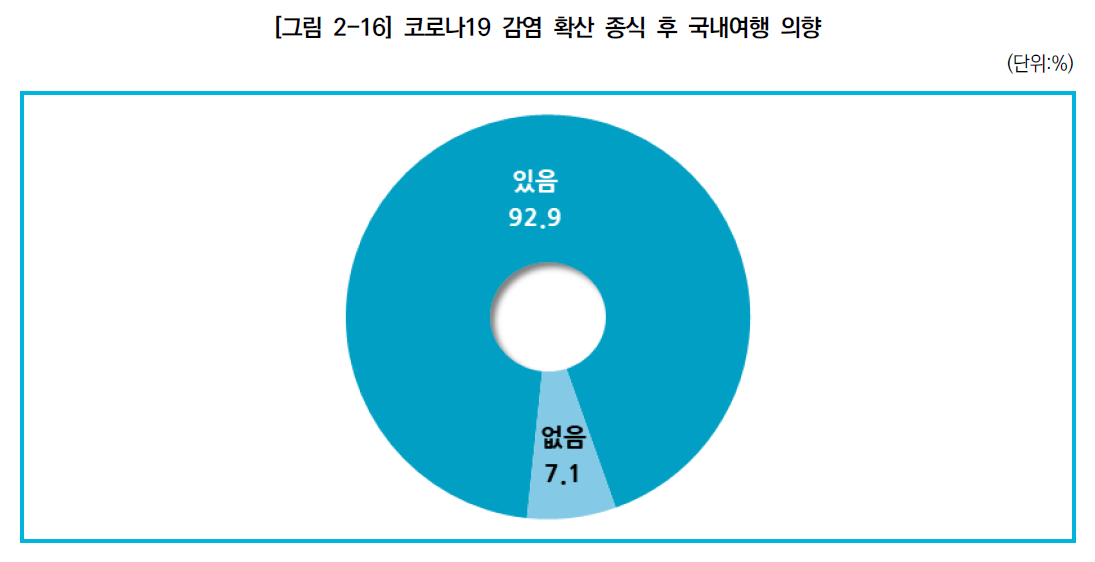 [그림 2-16] 코로나19 감염 확산 종식 후 국내여행 의향
(단위:%)
있음
92.9
없음
7.1